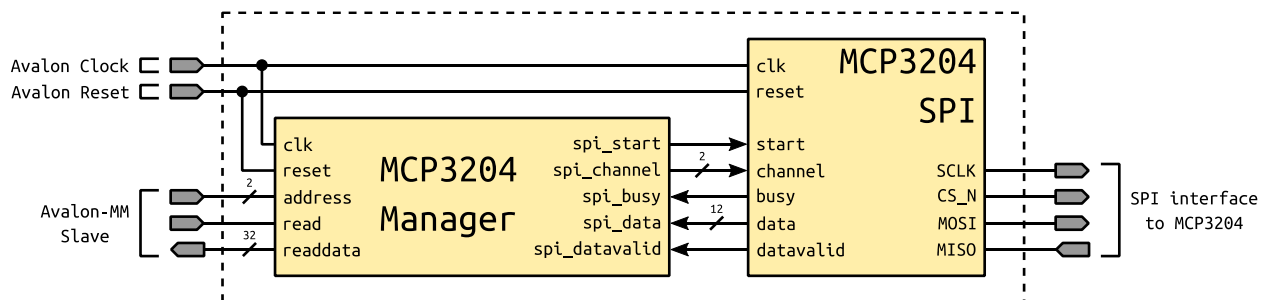 Avalon Clock
Avalon Reset
Avalon-MM
Slave
clk
reset
2
address
read
32
readdata
MCP3204
Manager
spi_start
spi_channel
spi_busy
spi_data
spi_datavalid
2
12
clk
reset
MCP3204
SPI
start
channel
busy
data
datavalid
SCLK
CS_N
MOSI
MISO
SPI interface
to MCP3204